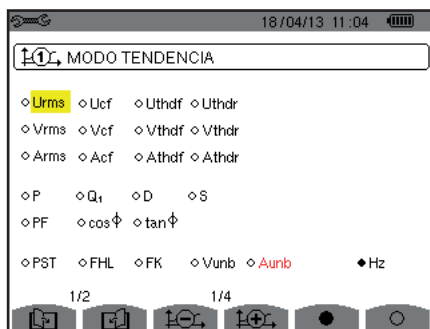 18/04/13 11:04
1 MODO TENDENCIA
Urms Ucf Uthdf Uthdr
Vrms Vcf Vthdf Vthdr
Arms Acf Athdf Athdr
P Q₁ D S
PF cosΦ tanΦ
PST FHL FK Vunb Aunb Hz
1/2 1/4